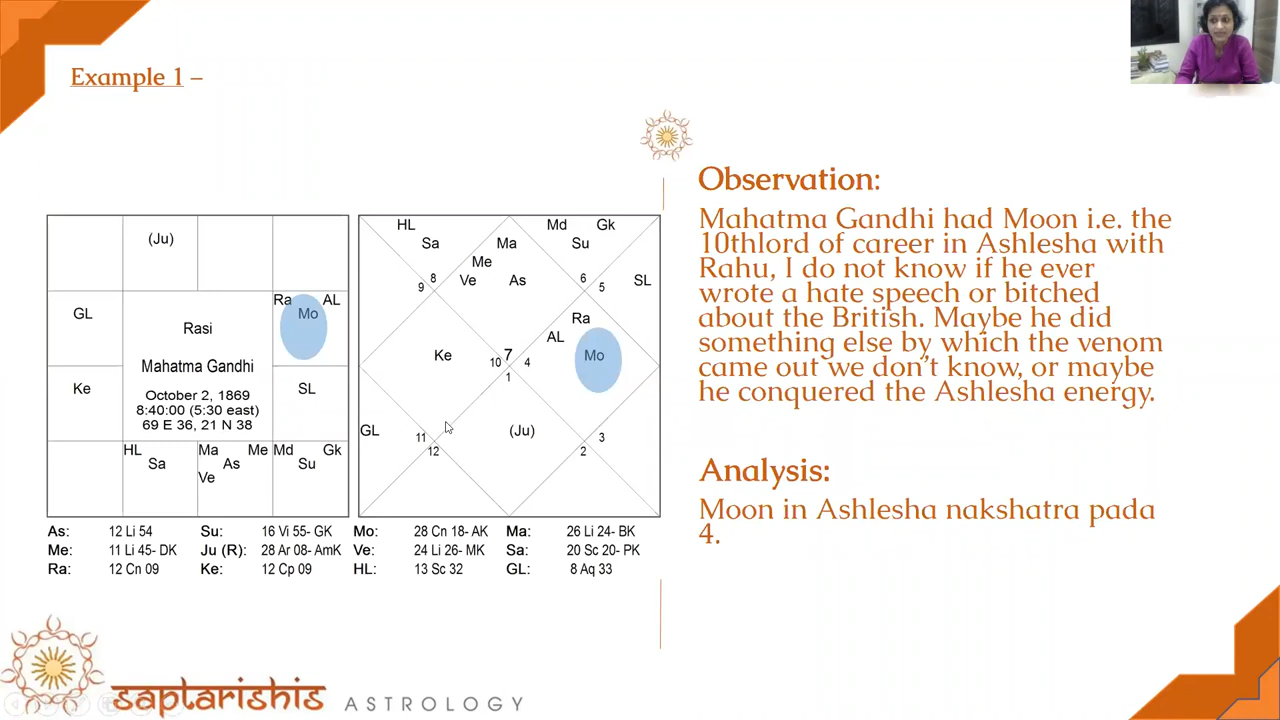 Example 1 –
Observation:
Mahatma Gandhi had Moon i.e. the
10thlord of career in Ashlesha with
Rahu, I do not know if he ever
wrote a hate speech or bitched
about the British. Maybe he did
something else by which the venom
came out we don't know, or maybe
he conquered the Ashlesha energy.
Analysis:
Moon in Ashlesha nakshatra pada
4.
(Ju)
GL
Ra
AL
Mo
Rasi
Mahatma Gandhi
October 2, 1869
8:40:00 (5:30 east)
69 E 36, 21 N 38
Ke
SL
HL
Sa
Ma
Me
As
Ve
Md
Gk
Su
HL
Sa
Ma
Me
Ve
As
Md
Gk
Su
SL
8
9
6
5
Ra
AL
Mo
Ke
10
7
4
1
GL
11
12
(Ju)
3
2
As: 12 Li 54 Su: 16 Vi 55- GK Mo: 28 Cn 18- AK Ma: 26 Li 24- BK
Me: 11 Li 45- DK Ju (R): 28 Ar 08- AmK Ve: 24 Li 26- MK Sa: 20 Sc 20- PK
Ra: 12 Cn 09 Ke: 12 Cp 09 HL: 13 Sc 32 GL: 8 Aq 33
saptarishis ASTROLOGY